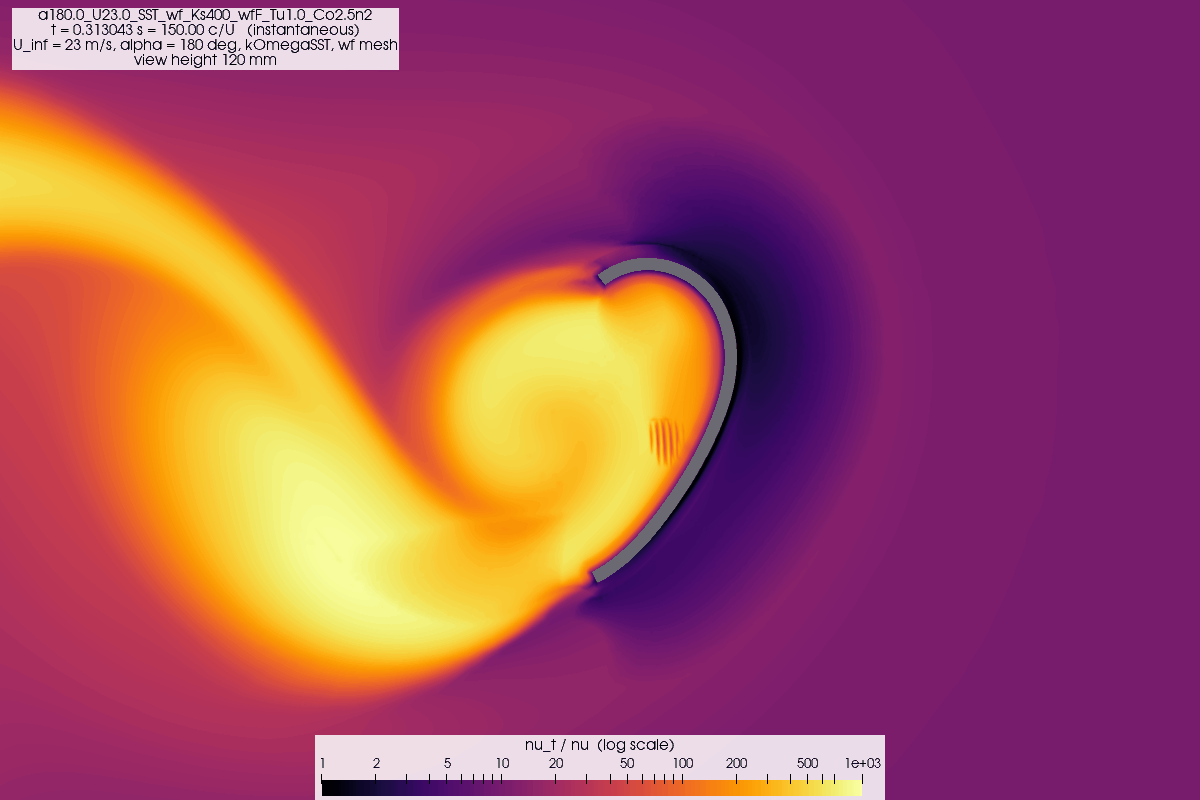 a180.0_U23.0_SST_wf_Ks400_wfF_Tu1.0_Co2.5n2
t = 0.313043 s = 150.00 c/U   (instantaneous)
U_inf = 23 m/s, alpha = 180 deg, kOmegaSST, wf mesh
view height 120 mm
nu_t / nu  (log scale)
1 2 5 10 20 50 100 200 500 1e+03